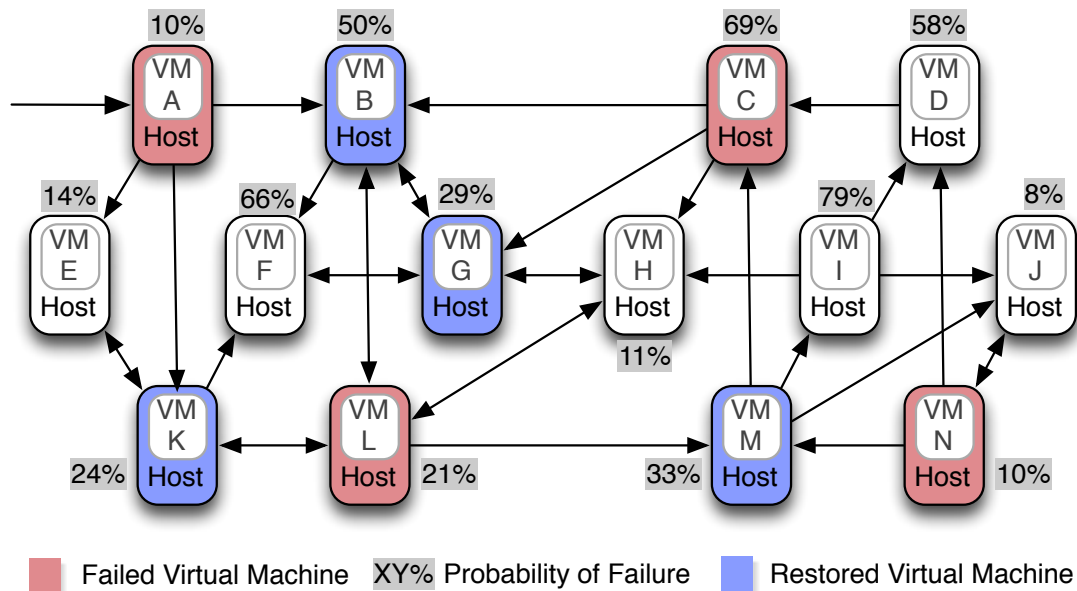 10% 50% 69% 58%
VM VM VM VM
A B C D
Host Host Host Host
14% 66% 29% 79% 8%
VM VM VM VM VM VM
E F G H I J
Host Host Host Host Host Host
11%
VM VM VM VM
K L M N
24% Host Host 21% 33% Host Host 10%
Failed Virtual Machine XY% Probability of Failure Restored Virtual Machine